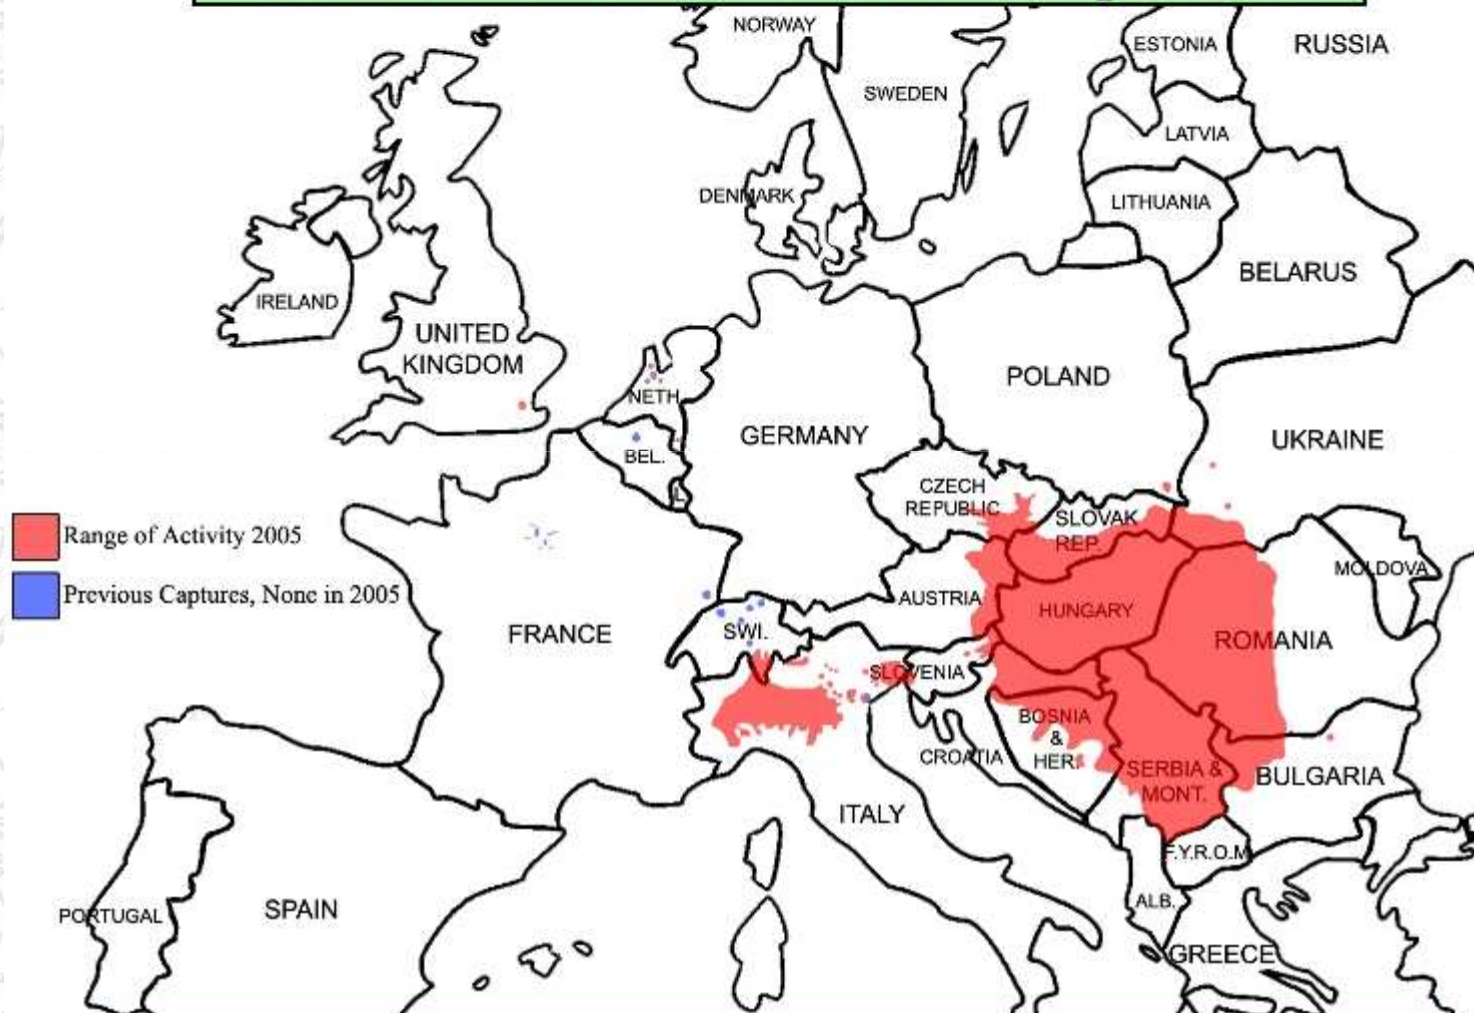 NORWAY
ESTONIA
RUSSIA
SWEDEN
LATVIA
DENMARK
LITHUANIA
BELARUS
IRELAND
UNITED
KINGDOM
POLAND
NETH.
GERMANY
UKRAINE
BEL.
L
CZECH
REPUBLIC
SLOVAK
REP.
Range of Activity 2005
MOLDOVA
Previous Captures, None in 2005
AUSTRIA
HUNGARY
FRANCE
SWI.
ROMANIA
SLOVENIA
BOSNIA
&
HER.
CROATIA
SERBIA &
MONT.
BULGARIA
ITALY
F.Y.R.O.M
ALB.
PORTUGAL
SPAIN
GREECE